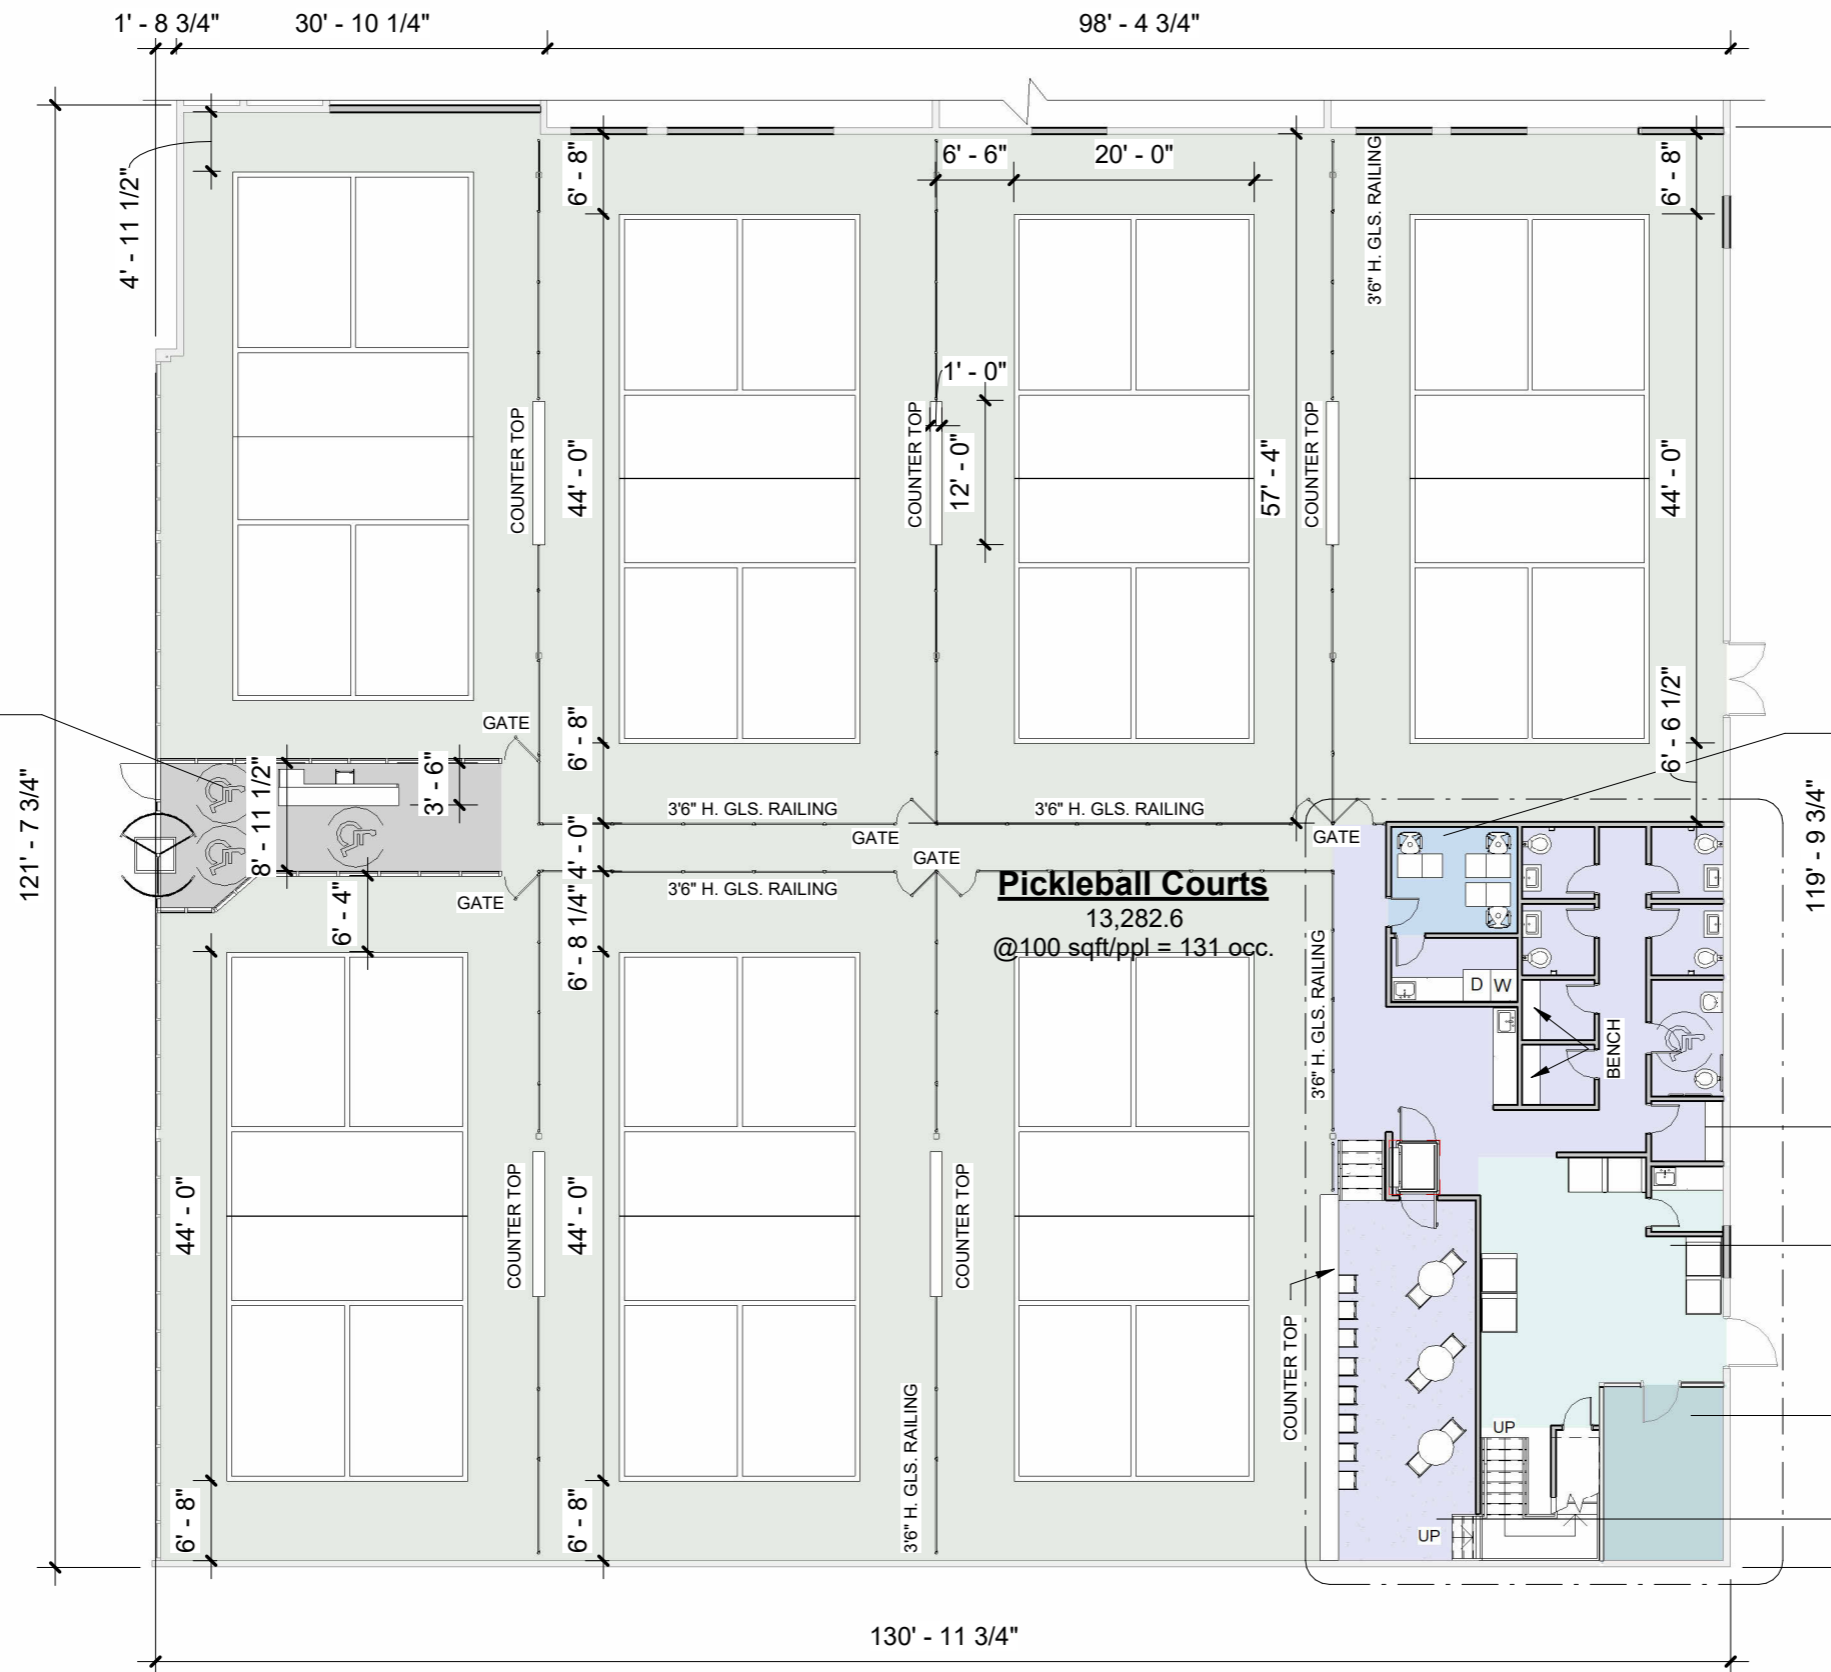 1' - 8 3/4"
30' - 10 1/4"
98' - 4 3/4"
4' - 11 1/2"
6' - 8"
6' - 6"
20' - 0"
3'6" H. GLS. RAILING
6' - 8"
1' - 0"
COUNTER TOP
44' - 0"
COUNTER TOP
12' - 0"
57' - 4"
COUNTER TOP
44' - 0"
GATE
6' - 8"
6' - 6 1/2"
121' - 7 3/4"
8' - 11 1/2"
3' - 6"
3'6" H. GLS. RAILING
3'6" H. GLS. RAILING
GATE
GATE
4' - 0"
GATE
119' - 9 3/4"
GATE
3'6" H. GLS. RAILING
Pickleball Courts
13,282.6
@100 sqft/ppl = 131 occ.
6' - 4"
6' - 8 1/4"
3'6" H. GLS. RAILING
D
W
BENCH
44' - 0"
COUNTER TOP
44' - 0"
COUNTER TOP
COUNTER TOP
3'6" H. GLS. RAILING
UP
UP
6' - 8"
6' - 8"
130' - 11 3/4"